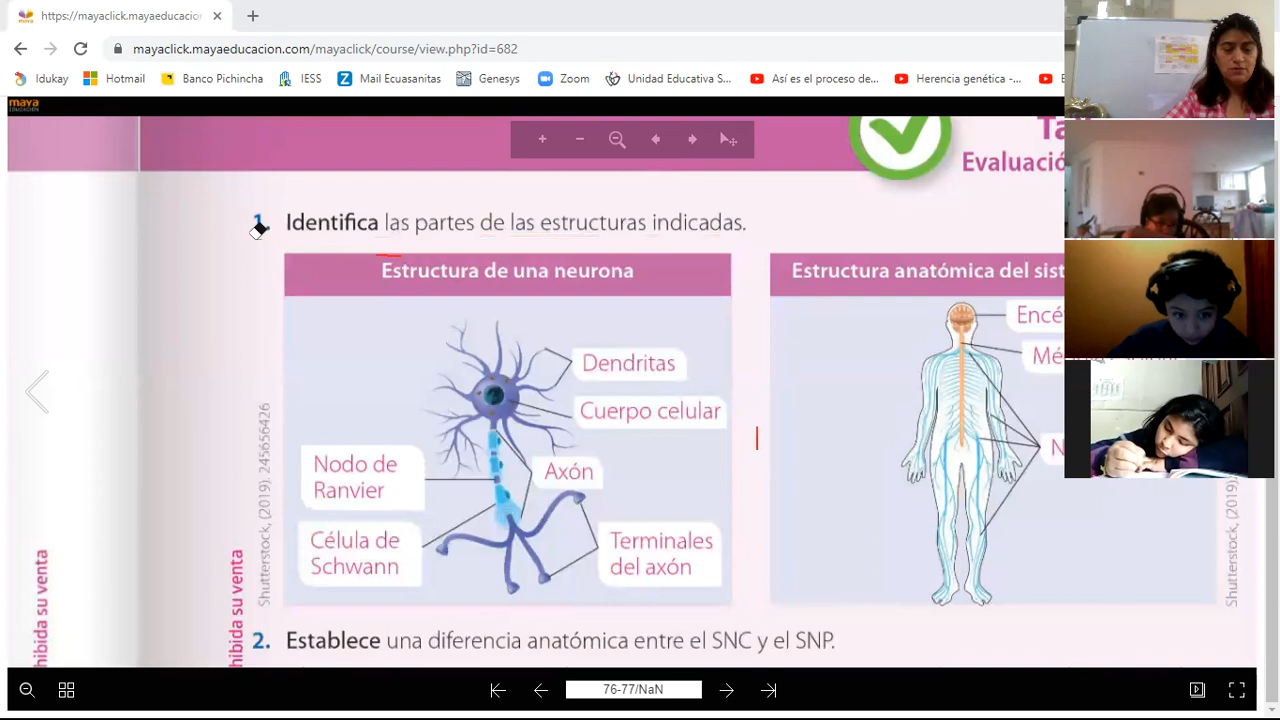 https://mayaclick.mayaeducacion
mayaclick.mayaeducacion.com/mayaclick/course/view.php?id=682
Idukay
Hotmail
Banco Pichincha
IESS
Mail Ecuasanitas
Genesys
Zoom
Unidad Educativa S...
Así es el proceso de...
Herencia genética -...
maya
EDUCACIÓN
Evaluació
1. Identifica las partes de las estructuras indicadas.
Estructura de una neurona
Dendritas
Cuerpo celular
Axón
Nodo de
Ranvier
Célula de
Schwann
Terminales
del axón
Shutterstock, (2019). 245656426
Estructura anatómica del sist
Encé
Mé
N
Shutterstock, (2019).
hibida su venta
hibida su venta
2. Establece una diferencia anatómica entre el SNC y el SNP.
76-77/NaN